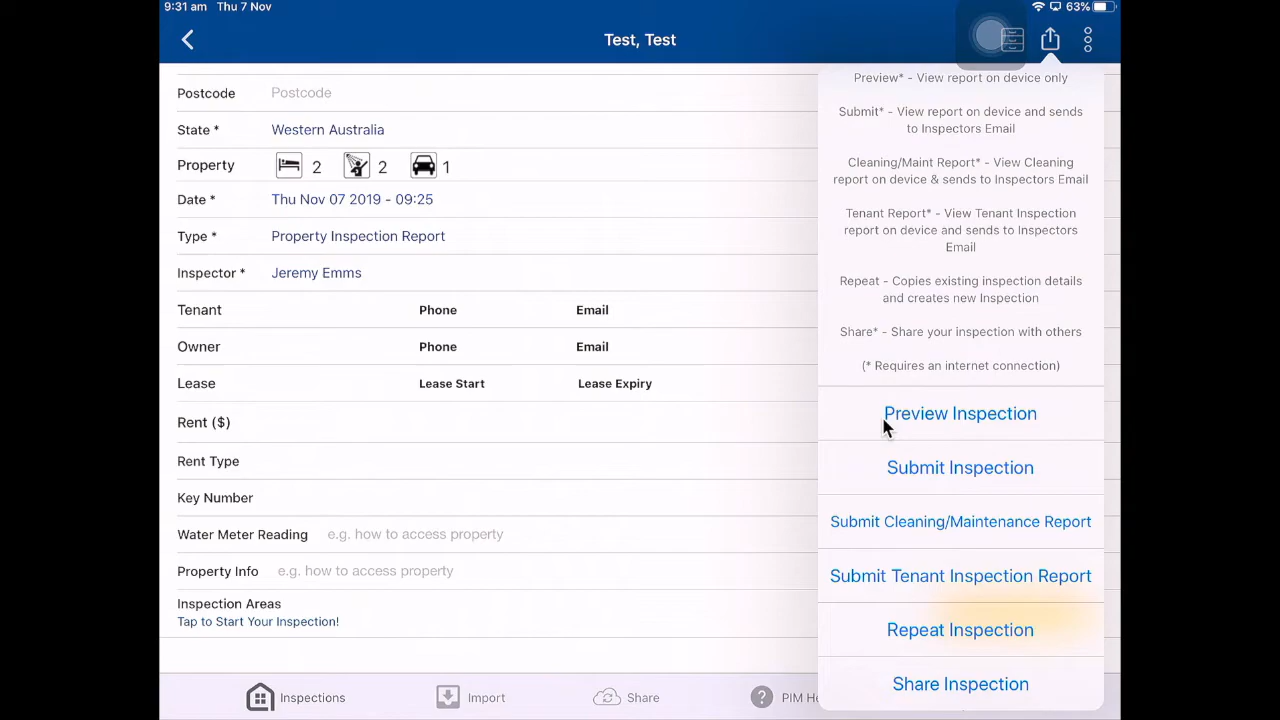 9:31 am Thu 7 Nov 63%
Test, Test
Postcode Postcode
State * Western Australia
Property 2 2 1
Date * Thu Nov 07 2019 - 09:25
Type * Property Inspection Report
Inspector * Jeremy Emms
Tenant Phone Email
Owner Phone Email
Lease Lease Start Lease Expiry
Rent ($)
Rent Type
Key Number
Water Meter Reading e.g. how to access property
Property Info e.g. how to access property
Inspection Areas
Tap to Start Your Inspection!
Preview* - View report on device only
Submit* - View report on device and sends
to Inspectors Email
Cleaning/Maint Report* - View Cleaning
report on device & sends to Inspectors Email
Tenant Report* - View Tenant Inspection
report on device and sends to Inspectors
Email
Repeat - Copies existing inspection details
and creates new Inspection
Share* - Share your inspection with others
(* Requires an internet connection)
Preview Inspection
Submit Inspection
Submit Cleaning/Maintenance Report
Submit Tenant Inspection Report
Repeat Inspection
Share Inspection
Inspections Import Share ? PIM